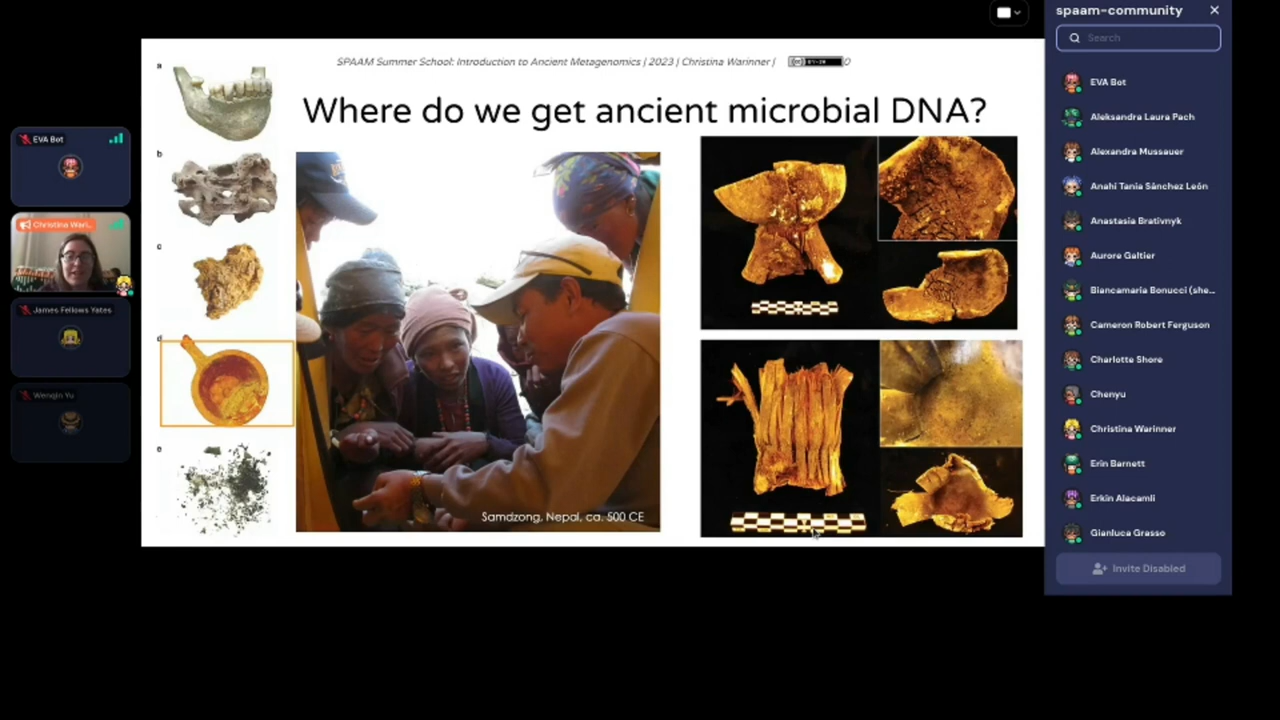 spaam-community
Search
SPAAM Summer School: Introduction to Ancient Metagenomics | 2023 | Christina Warinner |
a
Where do we get ancient microbial DNA?
b
c
d
e
Samdzong, Nepal, ca. 500 CE
EVA Bot
Christina Wari...
James Fellows Yates
Wenqin Yu
EVA Bot
Aleksandra Laura Pach
Alexandra Mussauer
Anahí Tania Sánchez León
Anastasia Brativnyk
Aurore Galtier
Biancamaria Bonucci (she...
Cameron Robert Ferguson
Charlotte Shore
Chenyu
Christina Warinner
Erin Barnett
Erkin Alacamli
Gianluca Grasso
Invite Disabled